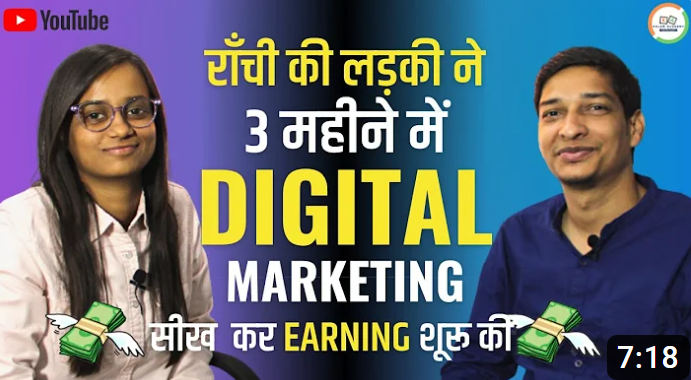 YouTube
राँची की लड़की ने
3 महीने में
DIGITAL
MARKETING
सीख कर EARNING शूरू की
7:18